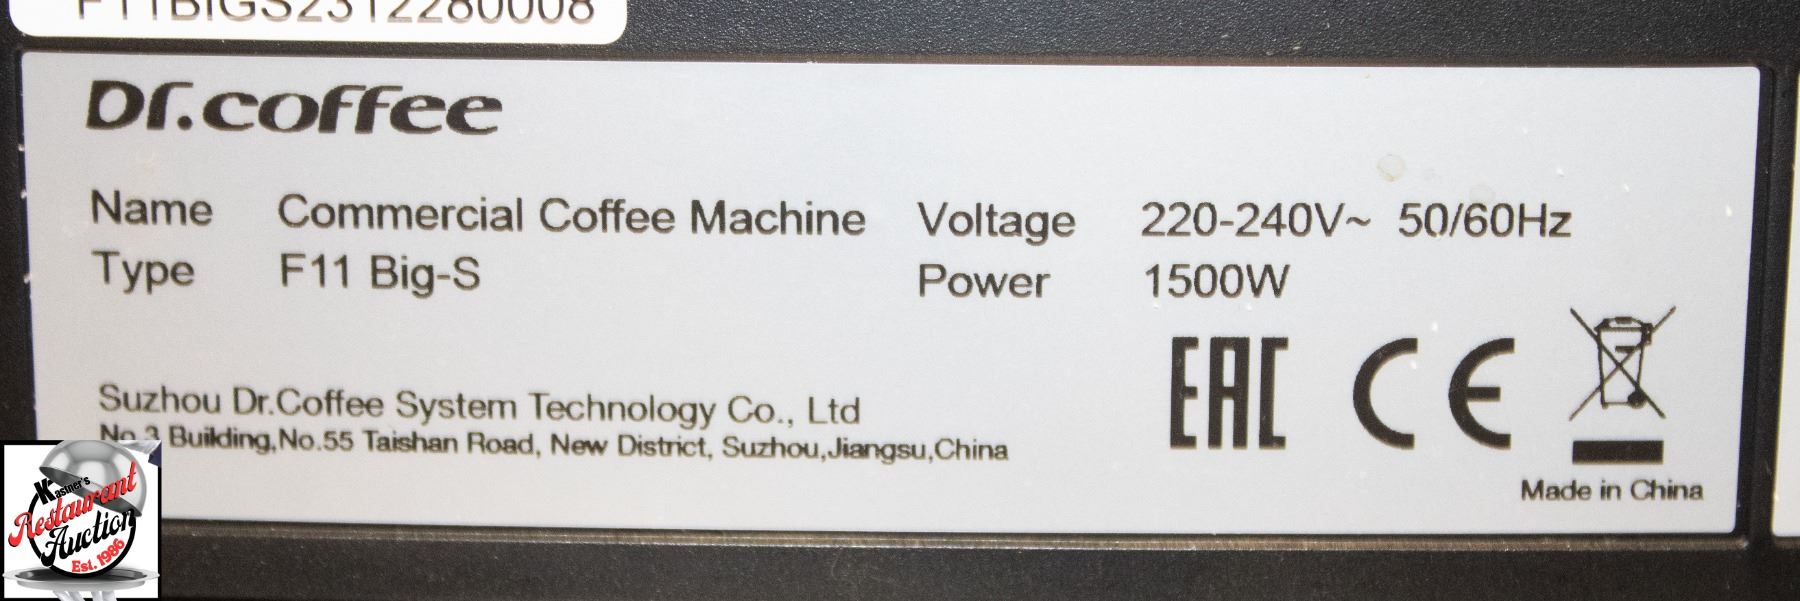 F11BIGS2312280008
Dr.coffee
Name Commercial Coffee Machine Voltage 220-240V~ 50/60Hz
Type F11 Big-S Power 1500W
EAC CE
Suzhou Dr.Coffee System Technology Co., Ltd
No.3 Building,No.55 Taishan Road, New District, Suzhou,Jiangsu,China
Made in China
Kastner's
Restaurant
Auction
Est. 1986